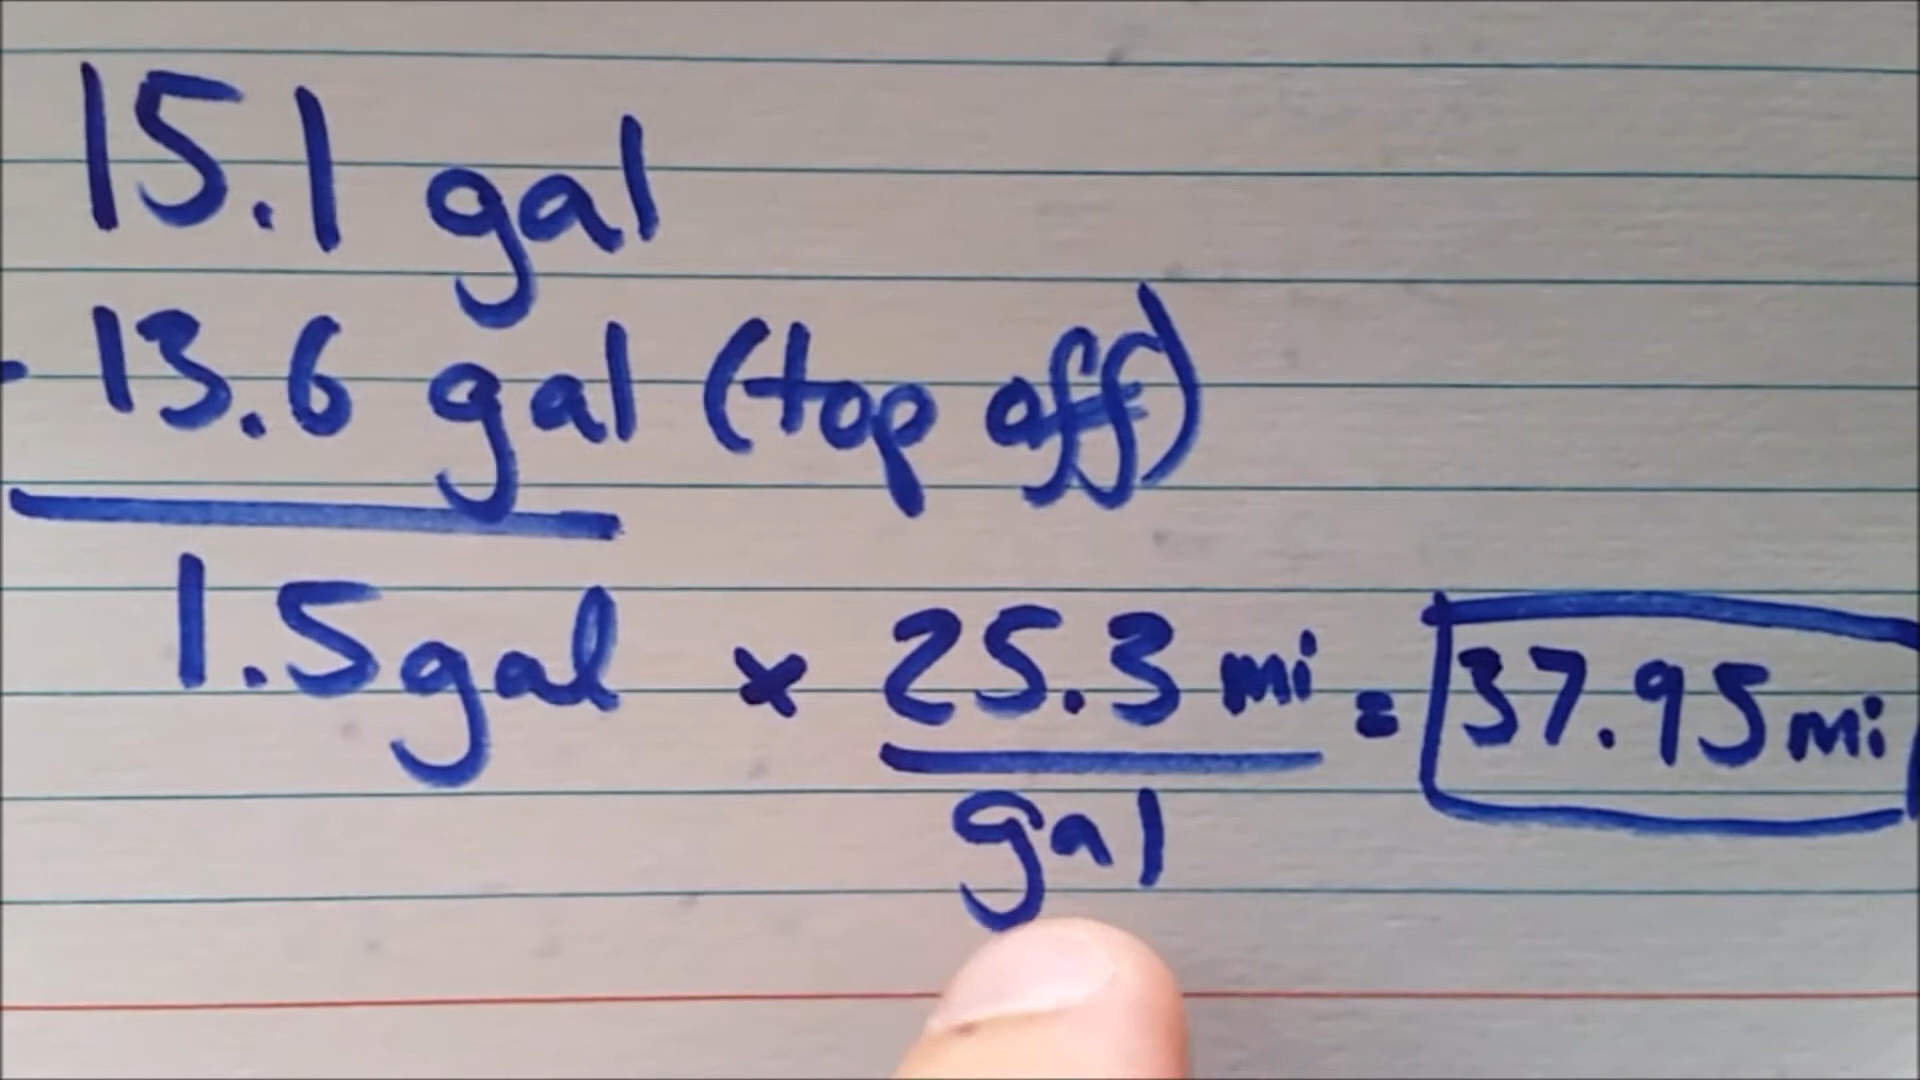 15.1 gal
- 13.6 gal (top off)
1.5 gal × 25.3 mi = 37.95 mi
gal